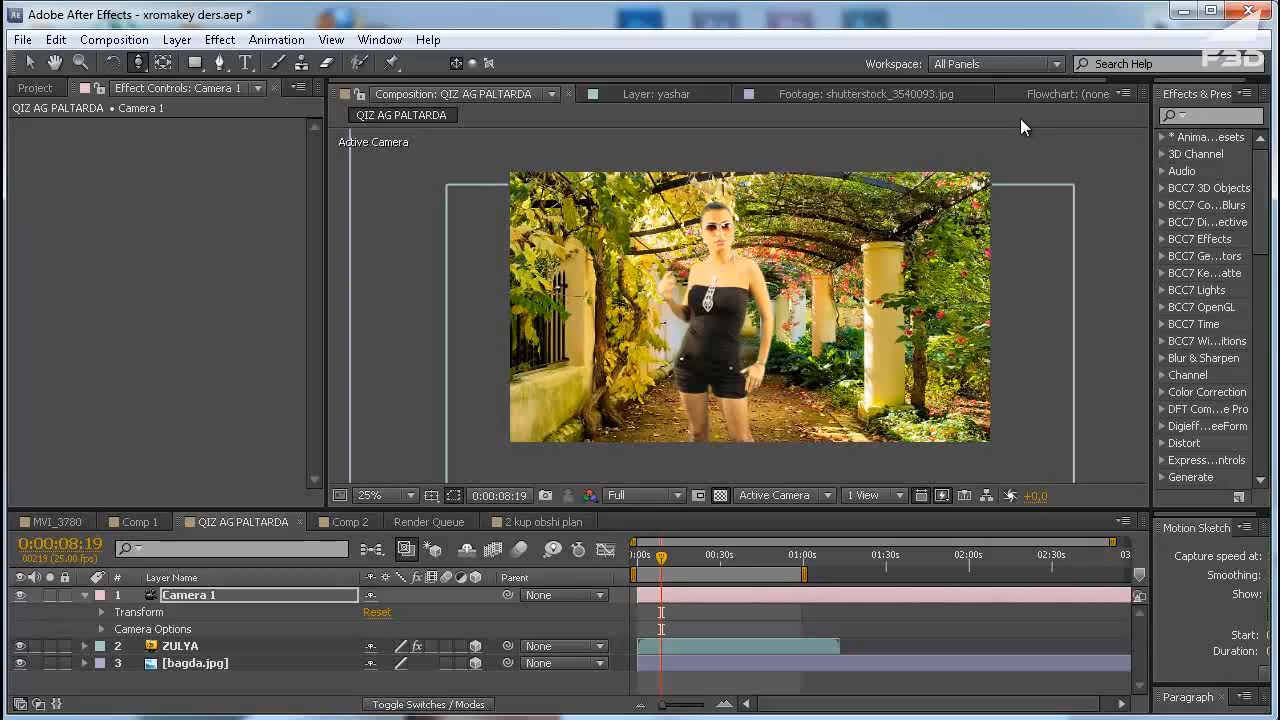 Adobe After Effects - xromakey ders.aep *
File Edit Composition Layer Effect Animation View Window Help
Workspace: All Panels Search Help
F3D
Project Effect Controls: Camera 1 Composition: QIZ AG PALTARDA Layer: yashar Footage: shutterstock_3540093.jpg Flowchart: (none Effects & Pres
QIZ AG PALTARDA • Camera 1
QIZ AG PALTARDA
Active Camera
* Anima...esets
3D Channel
Audio
BCC7 3D Objects
BCC7 Co...Blurs
BCC7 Di...ective
BCC7 Effects
BCC7 Ge...tors
BCC7 Ke...atte
BCC7 Lights
BCC7 OpenGL
BCC7 Time
BCC7 Wi...itions
Blur & Sharpen
Channel
Color Correction
DFT Com...e Pro
Digieff...eeForm
Distort
Express...ntrols
Generate
25% 0:00:08:19 Full Active Camera 1 View +0,0
MVI_3780 Comp 1 QIZ AG PALTARDA Comp 2 Render Queue 2 kup obshi plan
0:00:08:19
00219 (25.00 fps)
0:00s 00:30s 01:00s 01:30s 02:00s 02:30s 03
# Layer Name Parent
1 Camera 1 None
Transform Reset
Camera Options
2 ZULYA None
3 [bagda.jpg] None
Toggle Switches / Modes
Motion Sketch
Capture speed at:
Smoothing:
Show:
Start:
Duration:
Paragraph